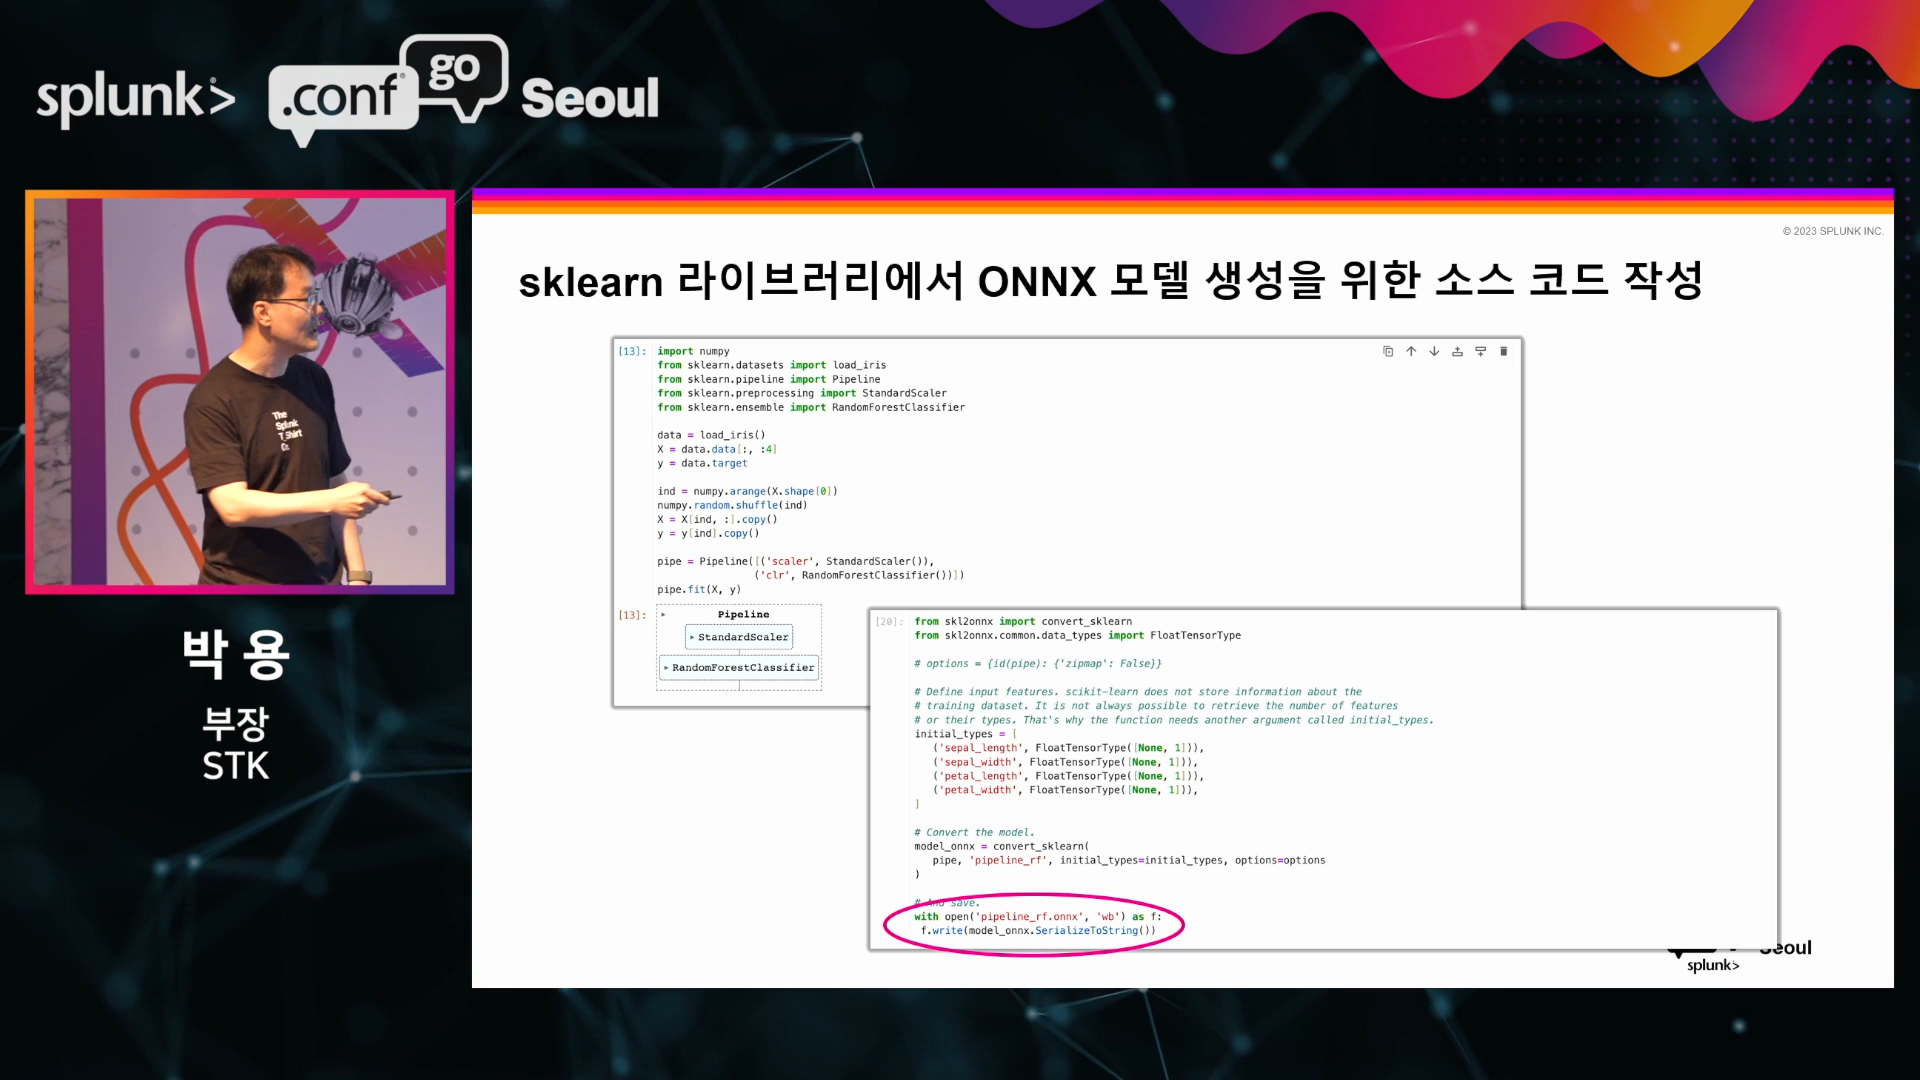 splunk>
.conf go Seoul
© 2023 SPLUNK INC.
sklearn 라이브러리에서 ONNX 모델 생성을 위한 소스 코드 작성
[13]: import numpy
from sklearn.datasets import load_iris
from sklearn.pipeline import Pipeline
from sklearn.preprocessing import StandardScaler
from sklearn.ensemble import RandomForestClassifier
data = load_iris()
X = data.data[:, :4]
y = data.target
ind = numpy.arange(X.shape[0])
numpy.random.shuffle(ind)
X = X[ind, :].copy()
y = y[ind].copy()
pipe = Pipeline([('scaler', StandardScaler()),
('clr', RandomForestClassifier())])
pipe.fit(X, y)
[13]: Pipeline
StandardScaler
RandomForestClassifier
[20]: from skl2onnx import convert_sklearn
from skl2onnx.common.data_types import FloatTensorType
# options = {id(pipe): {'zipmap': False}}
# Define input features. scikit-learn does not store information about the
# training dataset. It is not always possible to retrieve the number of features
# or their types. That's why the function needs another argument called initial_types.
initial_types = [
('sepal_length', FloatTensorType([None, 1])),
('sepal_width', FloatTensorType([None, 1])),
('petal_length', FloatTensorType([None, 1])),
('petal_width', FloatTensorType([None, 1])),
]
# Convert the model.
model_onnx = convert_sklearn(
pipe, 'pipeline_rf', initial_types=initial_types, options=options
)
# And save.
with open('pipeline_rf.onnx', 'wb') as f:
f.write(model_onnx.SerializeToString())
Seoul
splunk>
The
Splunk
T-Shirt
Co.
박 용
부장
STK